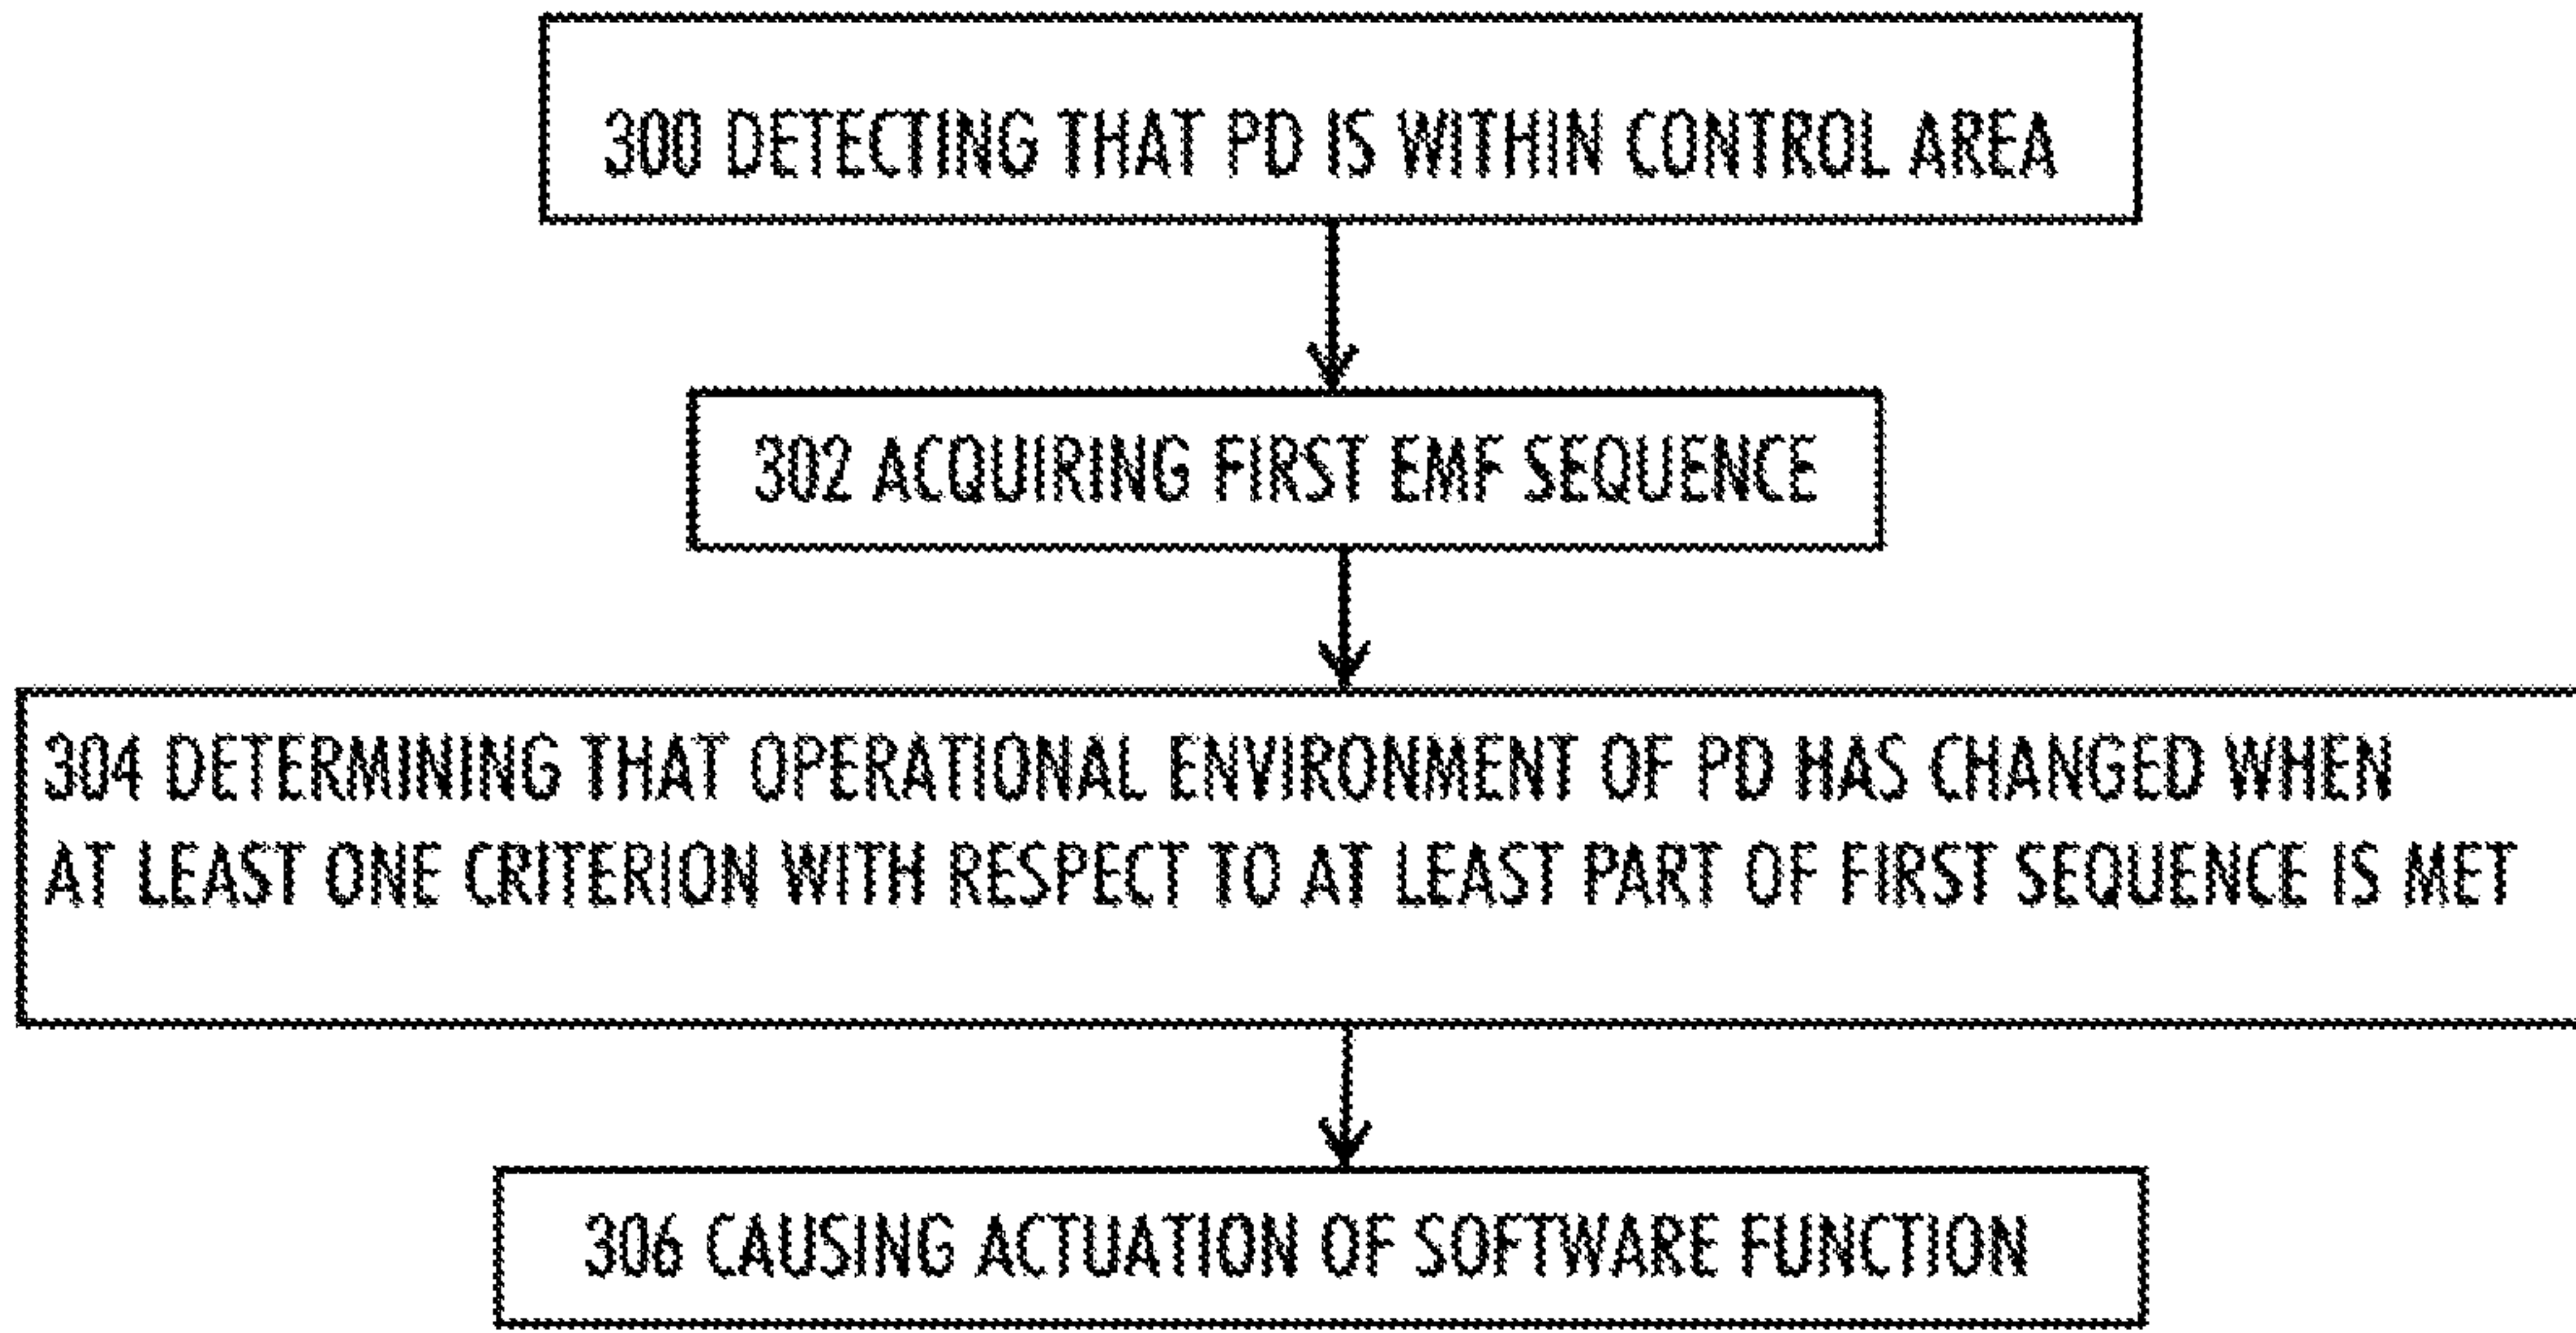 300 DETECTING THAT PD IS WITHIN CONTROL AREA
302 ACQUIRING FIRST EMF SEQUENCE
304 DETERMINING THAT OPERATIONAL ENVIRONMENT OF PD HAS CHANGED WHEN
AT LEAST ONE CRITERION WITH RESPECT TO AT LEAST PART OF FIRST SEQUENCE IS MET
306 CAUSING ACTUATION OF SOFTWARE FUNCTION